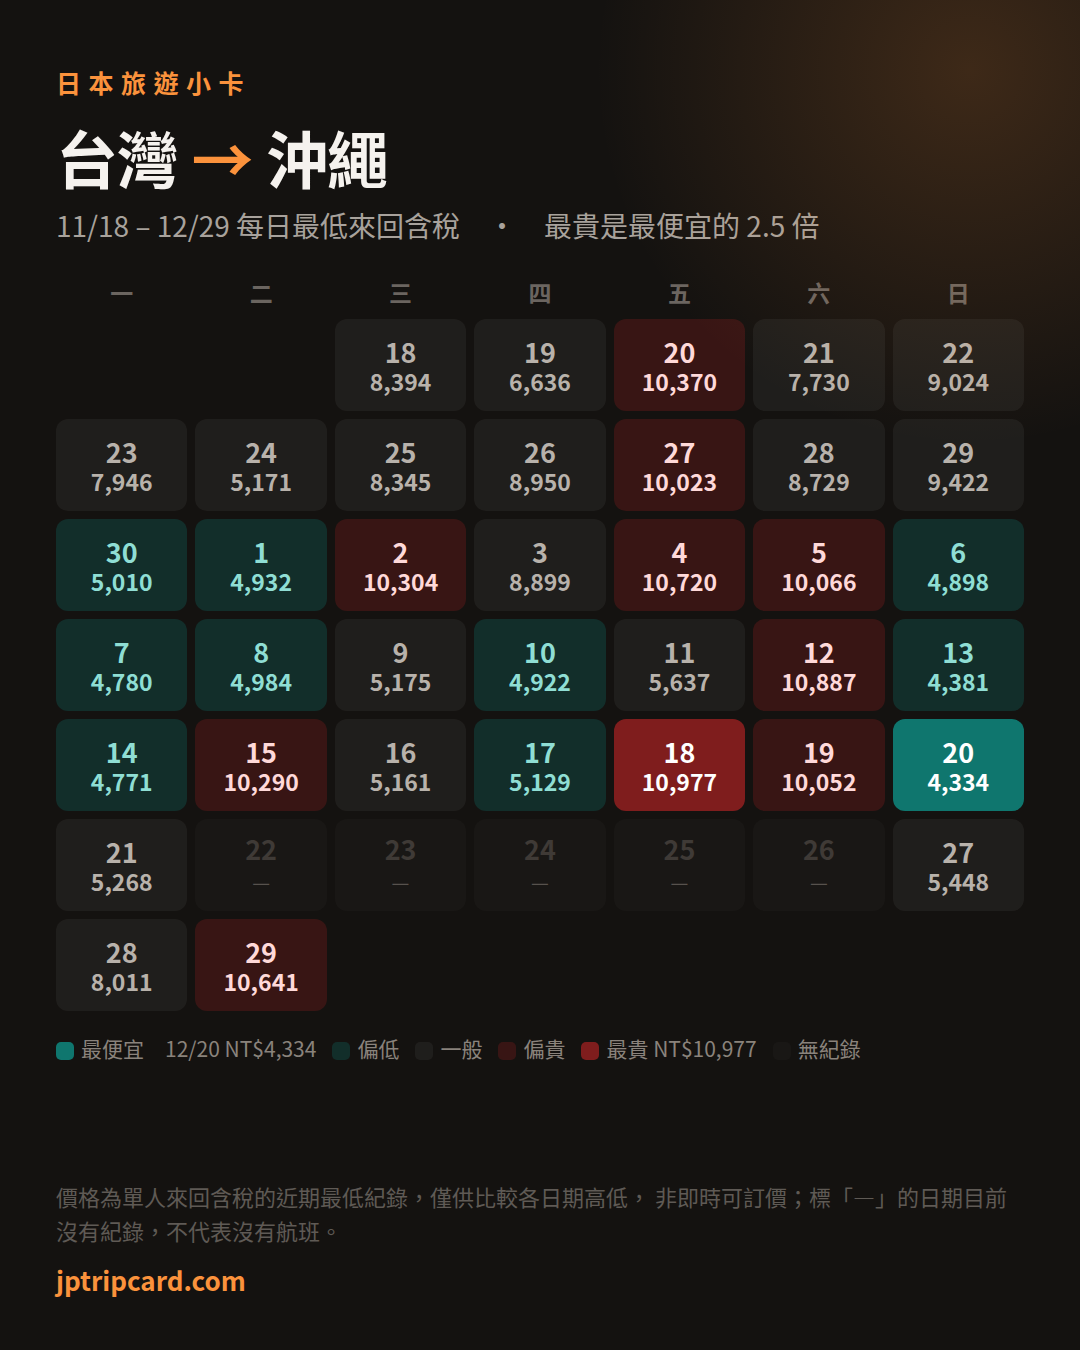 日本旅遊小卡
台灣 → 沖繩
11/18 – 12/29 每日最低來回含稅 ・ 最貴是最便宜的 2.5 倍
一 二 三 四 五 六 日
18 19 20 21 22
8,394 6,636 10,370 7,730 9,024
23 24 25 26 27 28 29
7,946 5,171 8,345 8,950 10,023 8,729 9,422
30 1 2 3 4 5 6
5,010 4,932 10,304 8,899 10,720 10,066 4,898
7 8 9 10 11 12 13
4,780 4,984 5,175 4,922 5,637 10,887 4,381
14 15 16 17 18 19 20
4,771 10,290 5,161 5,129 10,977 10,052 4,334
21 22 23 24 25 26 27
5,268 — — — — — 5,448
28 29
8,011 10,641
最便宜 12/20 NT$4,334 偏低 一般 偏貴 最貴 NT$10,977 無紀錄
價格為單人來回含稅的近期最低紀錄，僅供比較各日期高低， 非即時可訂價；標「—」的日期目前
沒有紀錄，不代表沒有航班。
jptripcard.com